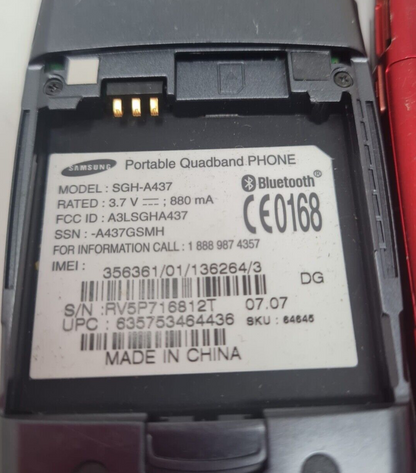 SAMSUNG Portable Quadband PHONE
MODEL : SGH-A437
RATED : 3.7 V ⎓ ; 880 mA
FCC ID : A3LSGHA437
SSN : -A437GSMH
Bluetooth®
CE0168
FOR INFORMATION CALL : 1 888 987 4357
IMEI :
356361/01/136264/3
DG
S/N :RV5P716812T 07.07
UPC : 635753464436 SKU : 64645
MADE IN CHINA